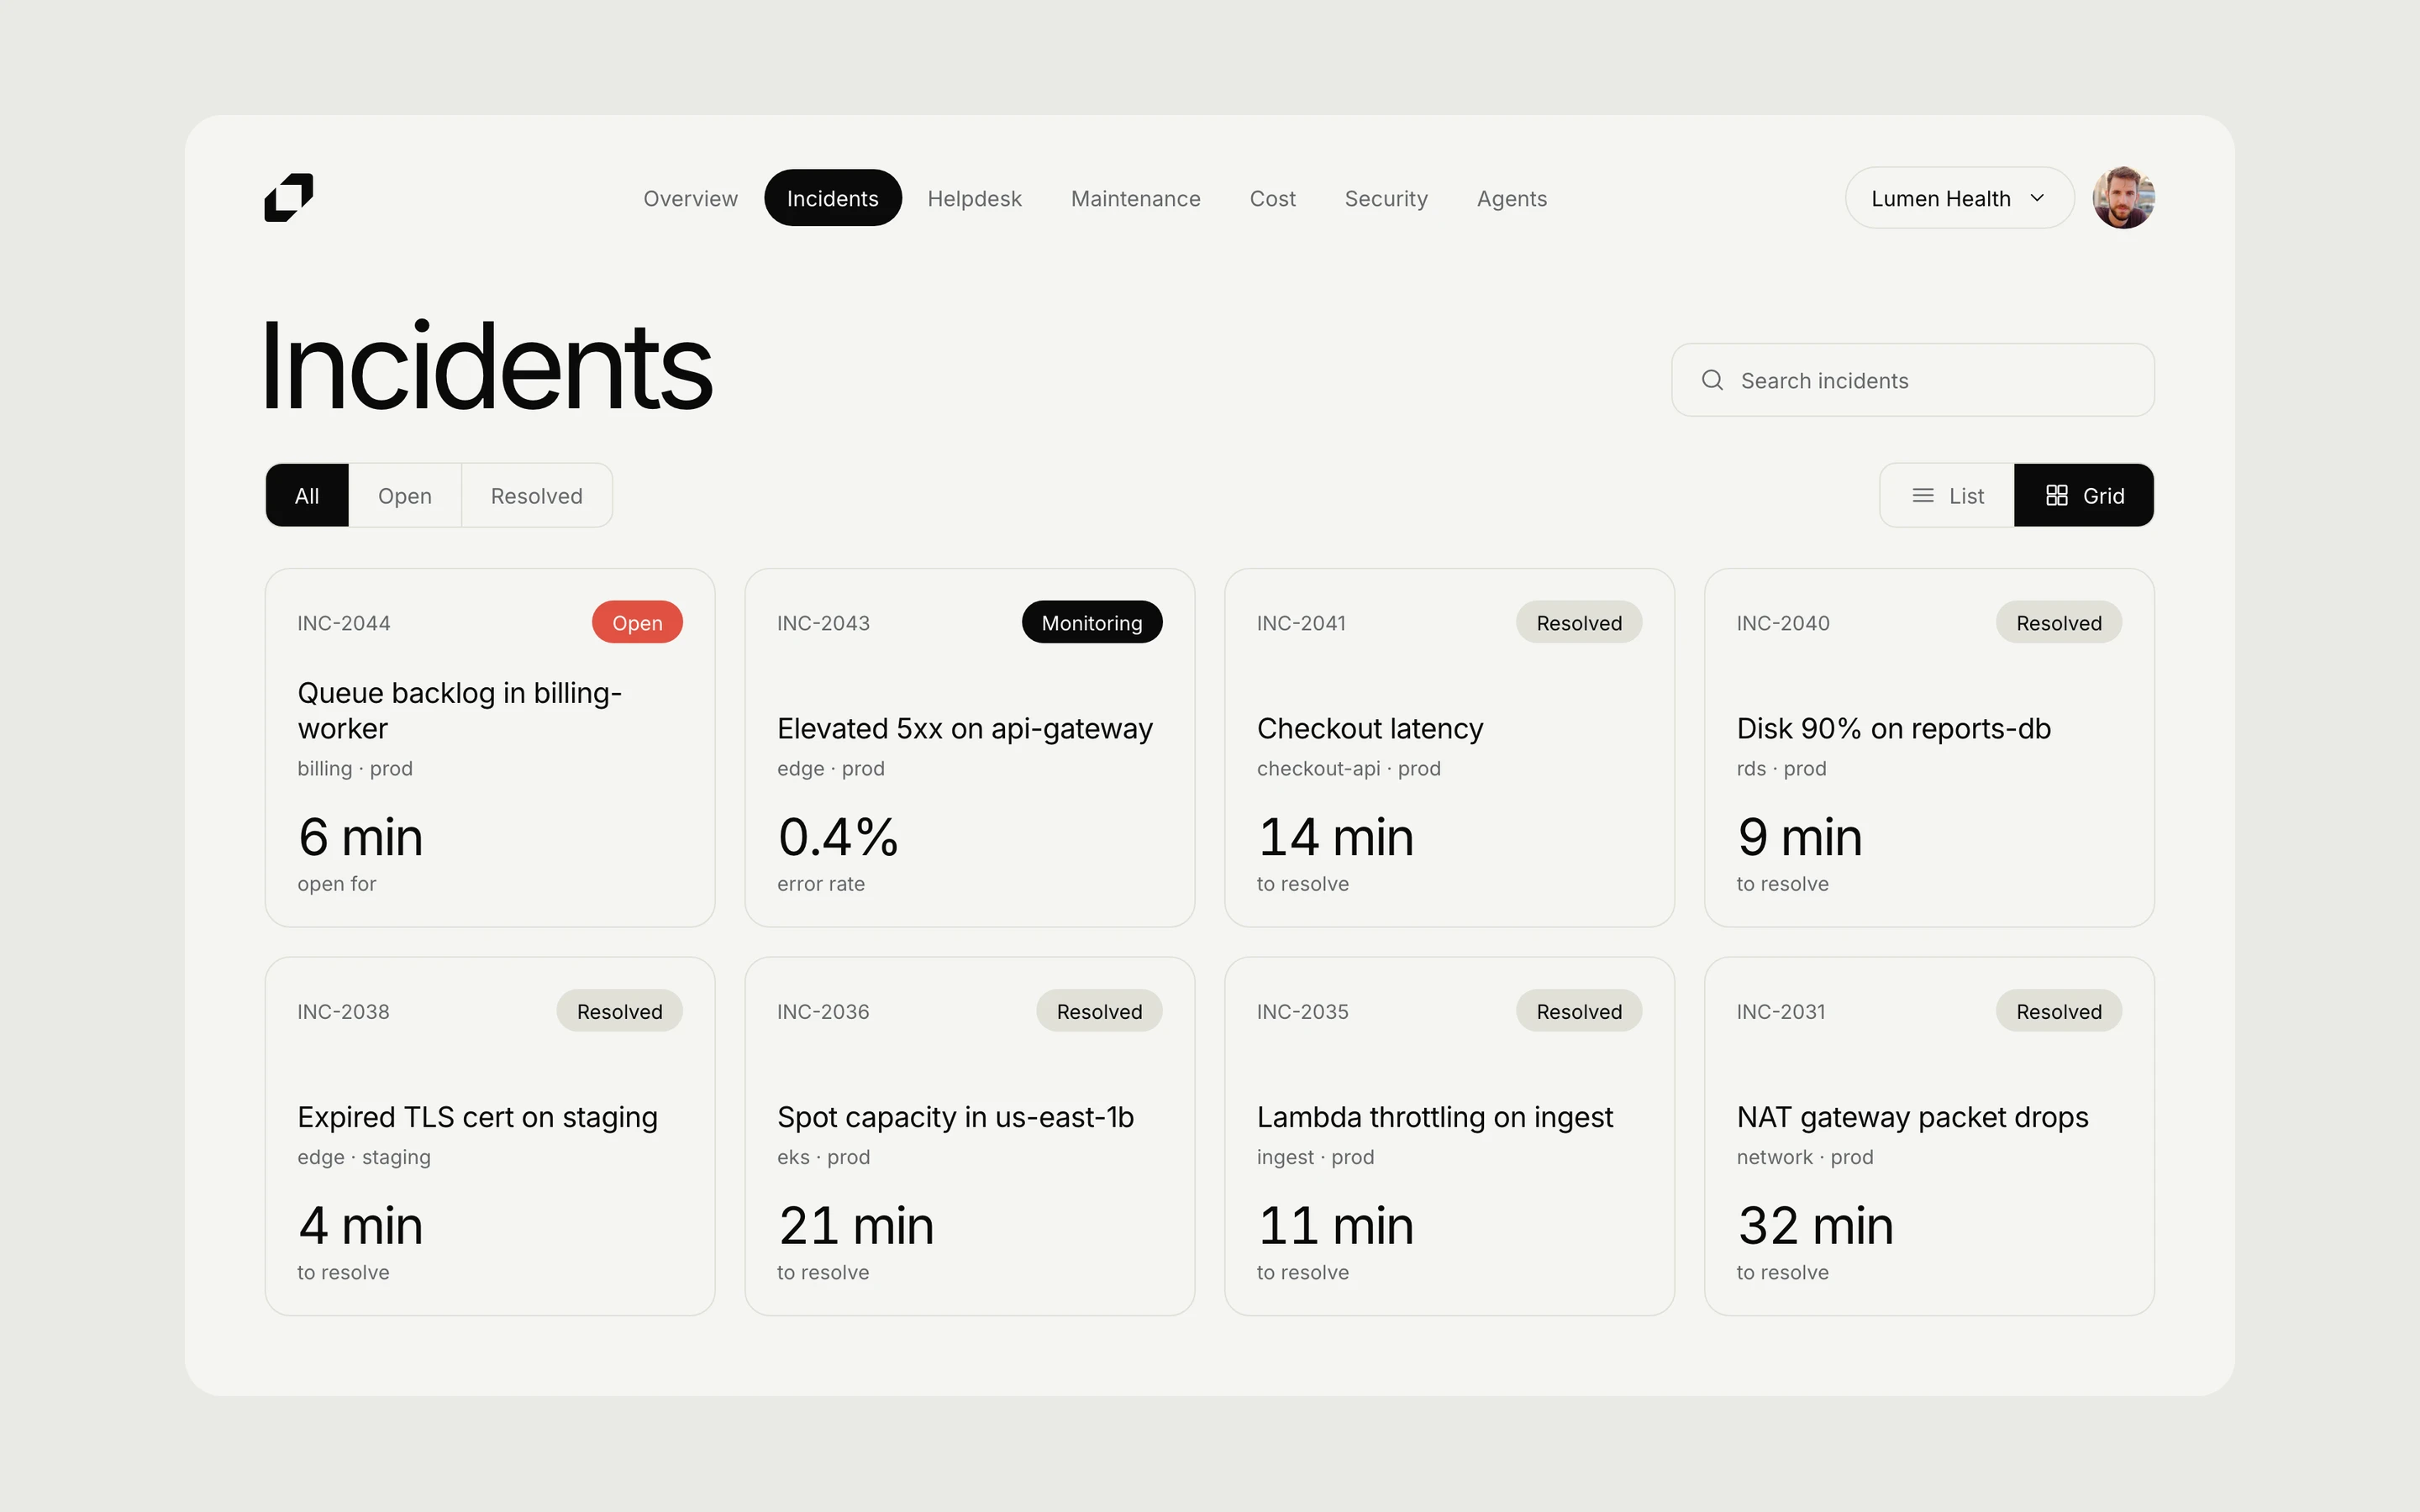 Overview
Incidents
Helpdesk
Maintenance
Cost
Security
Agents
Lumen Health
Incidents
Search incidents
All
Open
Resolved
List
Grid
INC-2044
Open
Queue backlog in billing-
worker
billing · prod
6 min
open for
INC-2043
Monitoring
Elevated 5xx on api-gateway
edge · prod
0.4%
error rate
INC-2041
Resolved
Checkout latency
checkout-api · prod
14 min
to resolve
INC-2040
Resolved
Disk 90% on reports-db
rds · prod
9 min
to resolve
INC-2038
Resolved
Expired TLS cert on staging
edge · staging
4 min
to resolve
INC-2036
Resolved
Spot capacity in us-east-1b
eks · prod
21 min
to resolve
INC-2035
Resolved
Lambda throttling on ingest
ingest · prod
11 min
to resolve
INC-2031
Resolved
NAT gateway packet drops
network · prod
32 min
to resolve